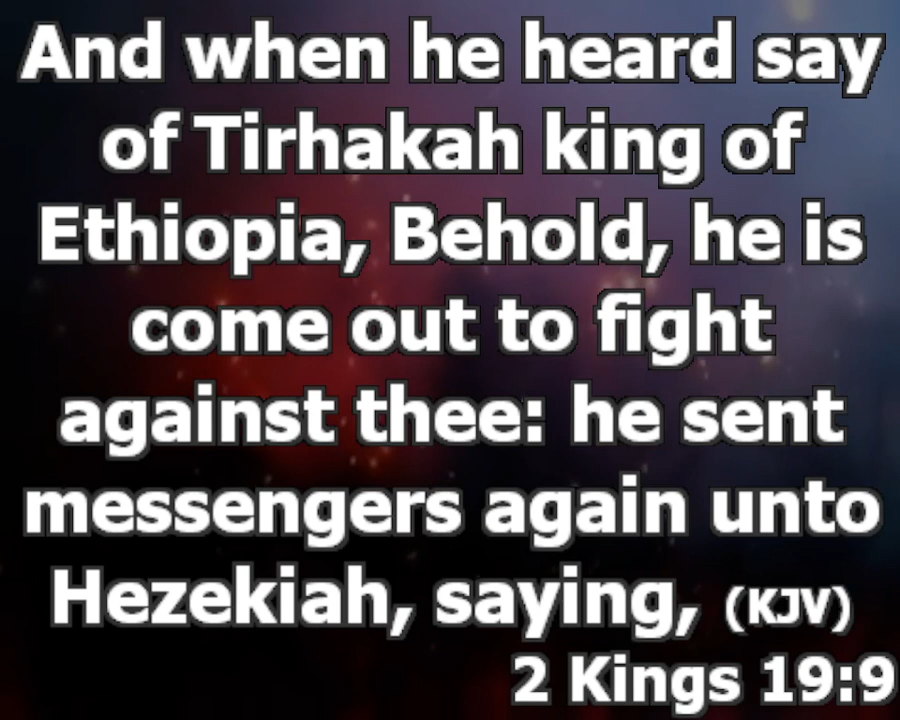 And when he heard say
of Tirhakah king of
Ethiopia, Behold, he is
come out to fight
against thee: he sent
messengers again unto
Hezekiah, saying, (KJV)
2 Kings 19:9